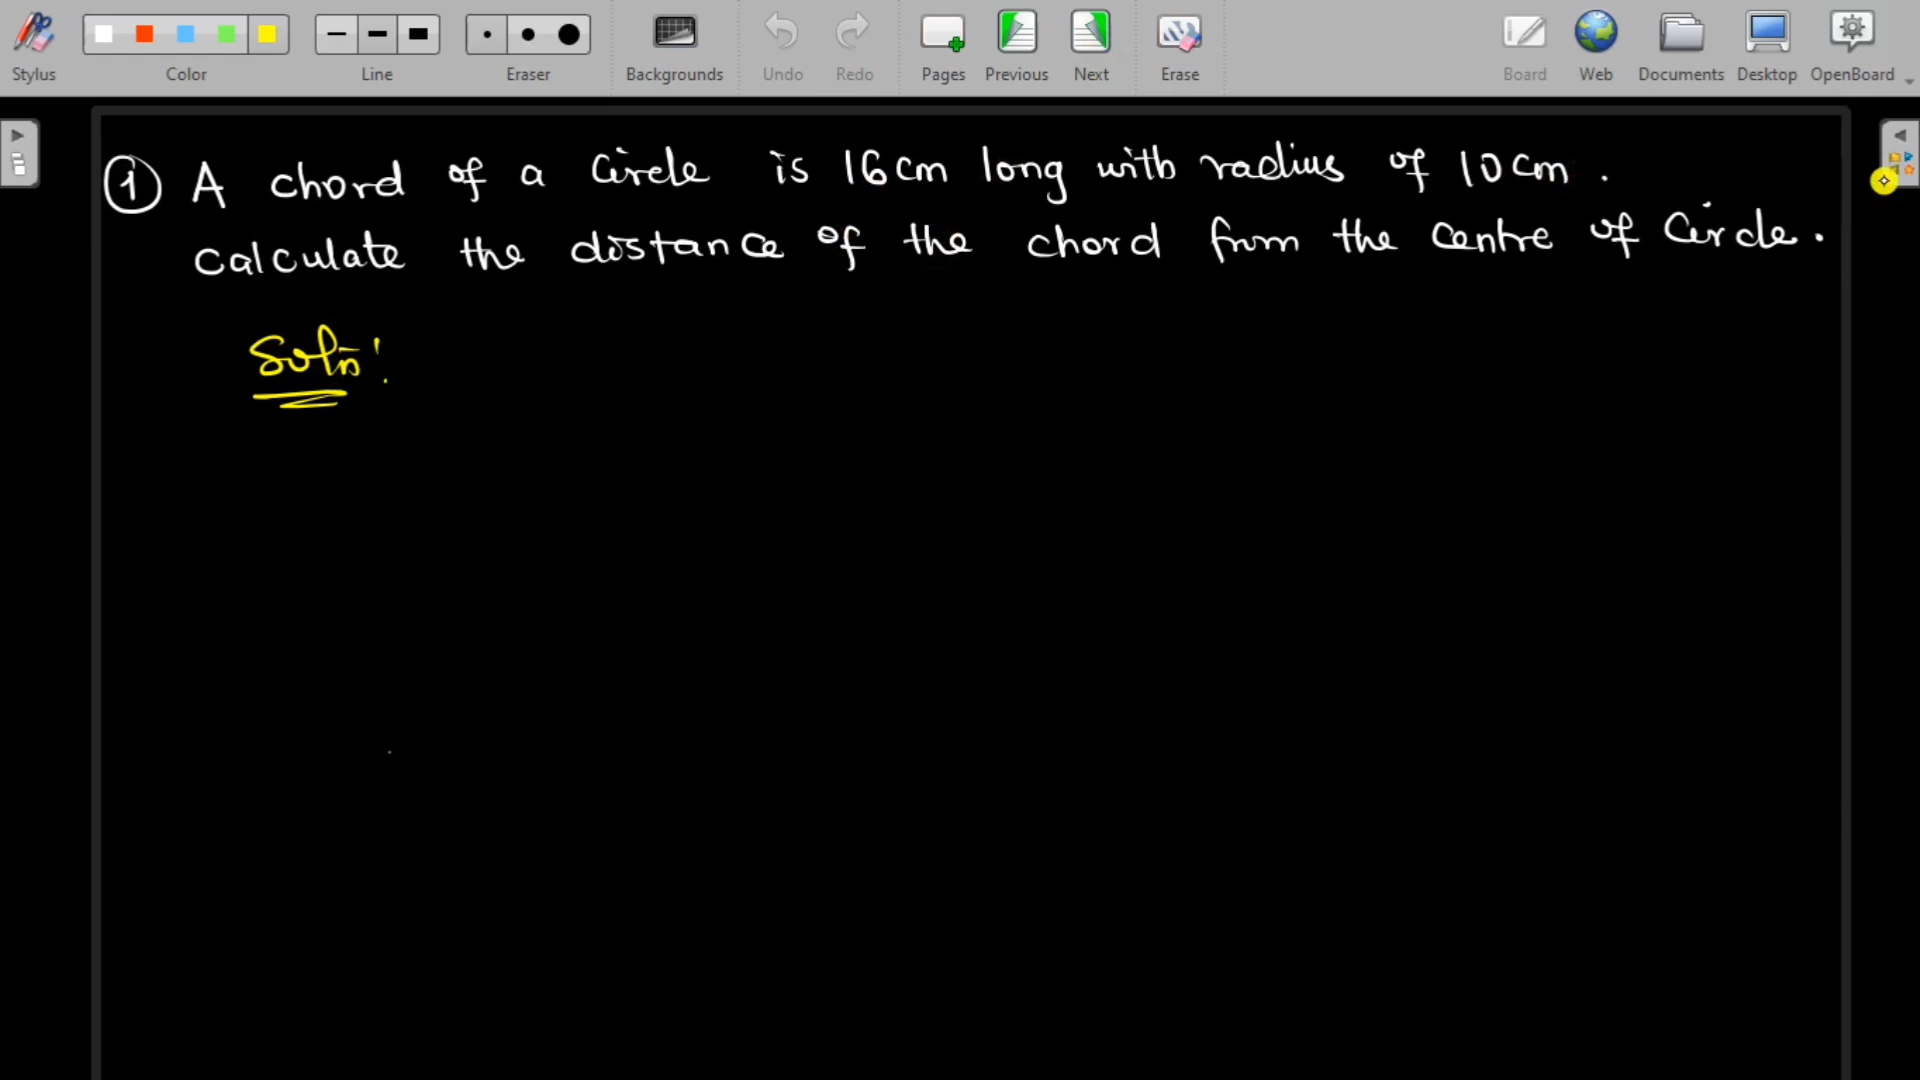 Stylus
Color
Line
Eraser
Backgrounds
Undo
Redo
Pages
Previous
Next
Erase
Board
Web
Documents
Desktop
OpenBoard
① A chord of a circle is 16cm long with radius of 10cm.
calculate the distance of the chord from the centre of circle.
Soln: